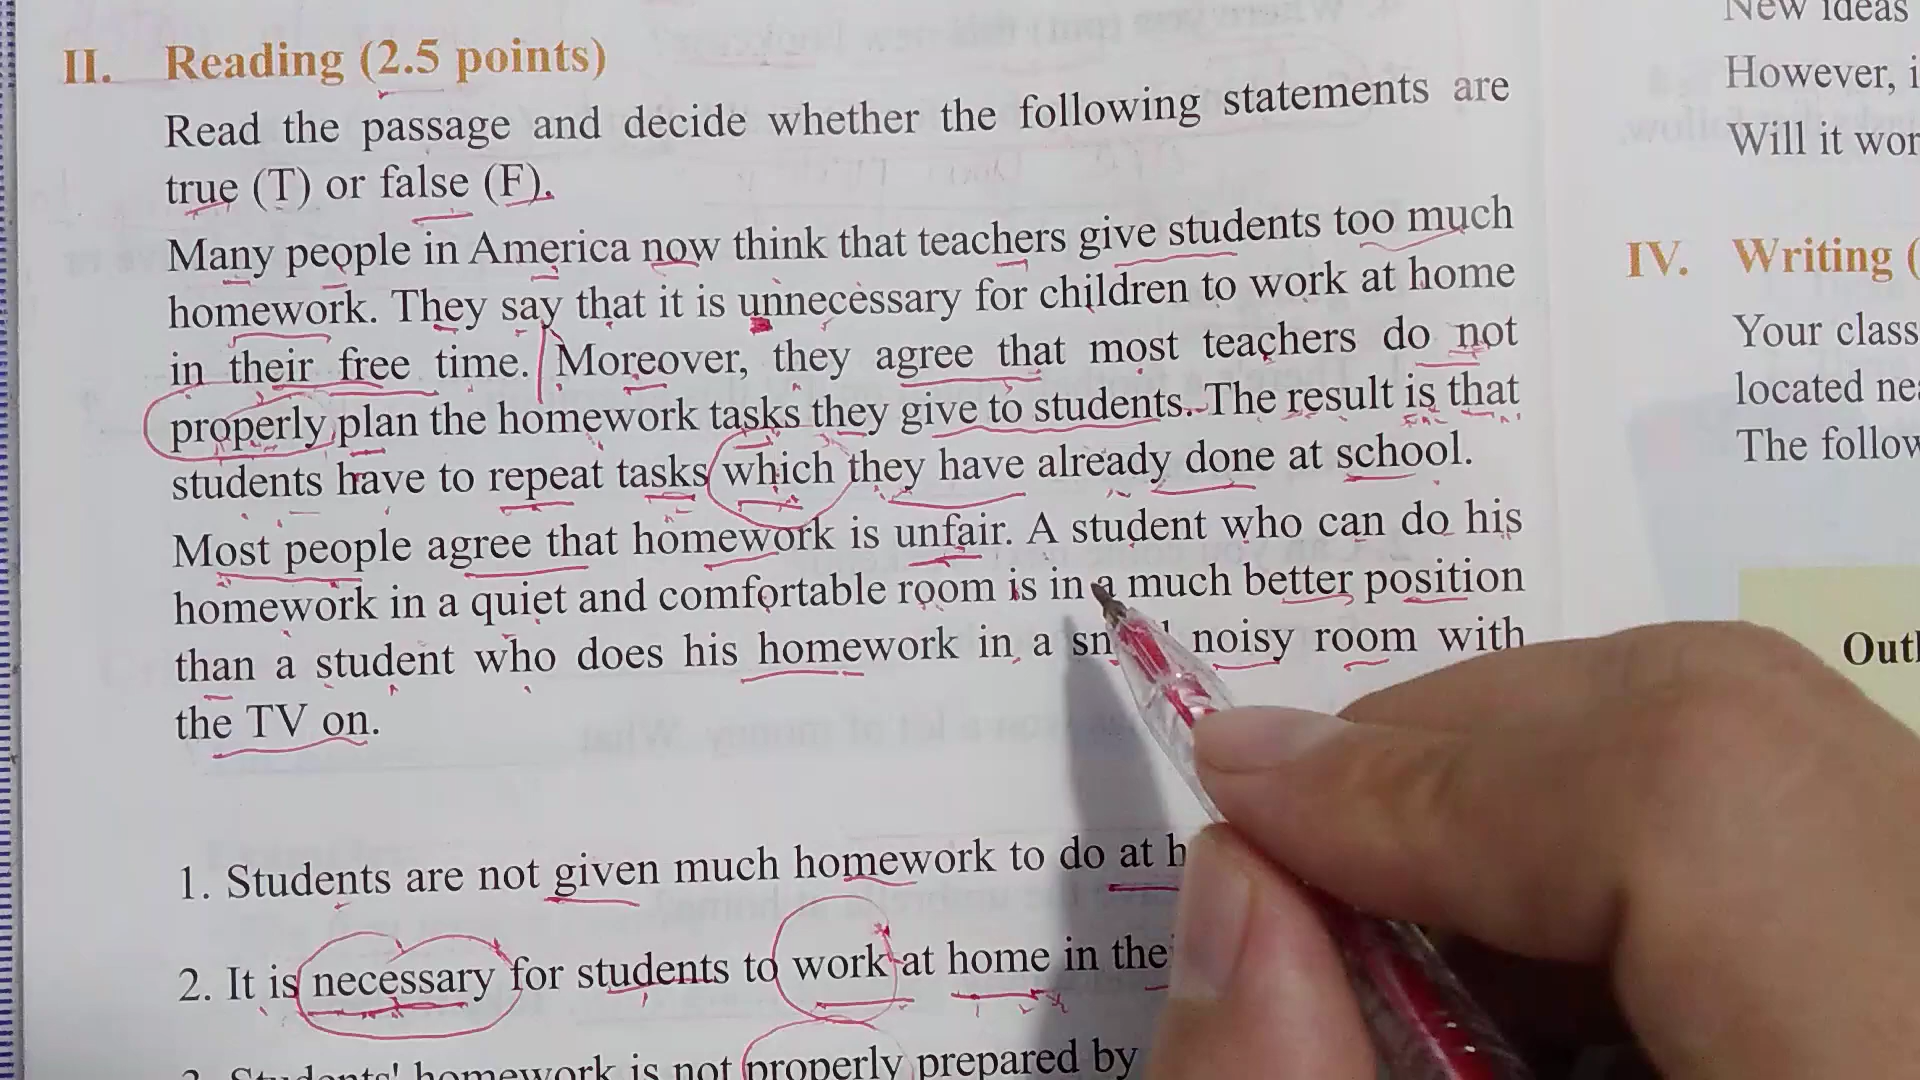 II. Reading (2.5 points)
Read the passage and decide whether the following statements are
true (T) or false (F).
Many people in America now think that teachers give students too much
homework. They say that it is unnecessary for children to work at home
in their free time. Moreover, they agree that most teachers do not
properly plan the homework tasks they give to students. The result is that
students have to repeat tasks which they have already done at school.
Most people agree that homework is unfair. A student who can do his
homework in a quiet and comfortable room is in a much better position
than a student who does his homework in a noisy room with
the TV on.
1. Students are not given much homework to do at
2. It is necessary for students to work at home in
3. Students' homework is not properly prepared by
New ideas
However,
Will it
IV. Writing (
Your class
located
The